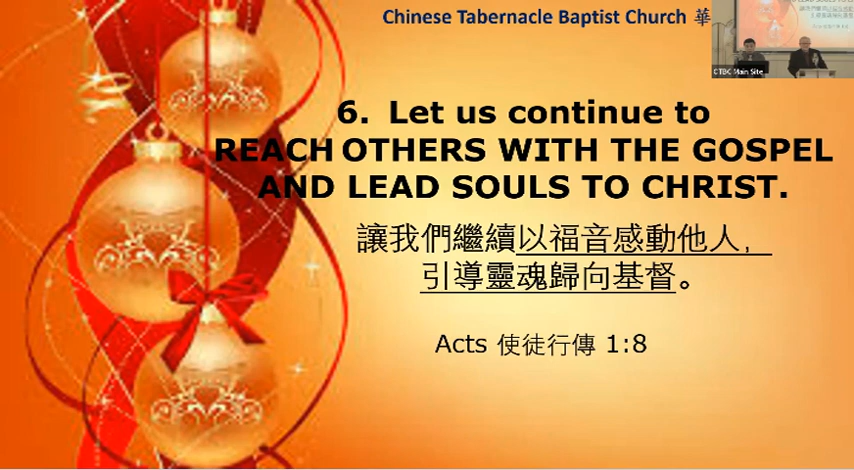 Chinese Tabernacle Baptist Church 華
CTBC Main Site
6. Let us continue to
REACH OTHERS WITH THE GOSPEL
AND LEAD SOULS TO CHRIST.
讓我們繼續以福音感動他人,
引導靈魂歸向基督。
Acts 使徒行傳 1:8